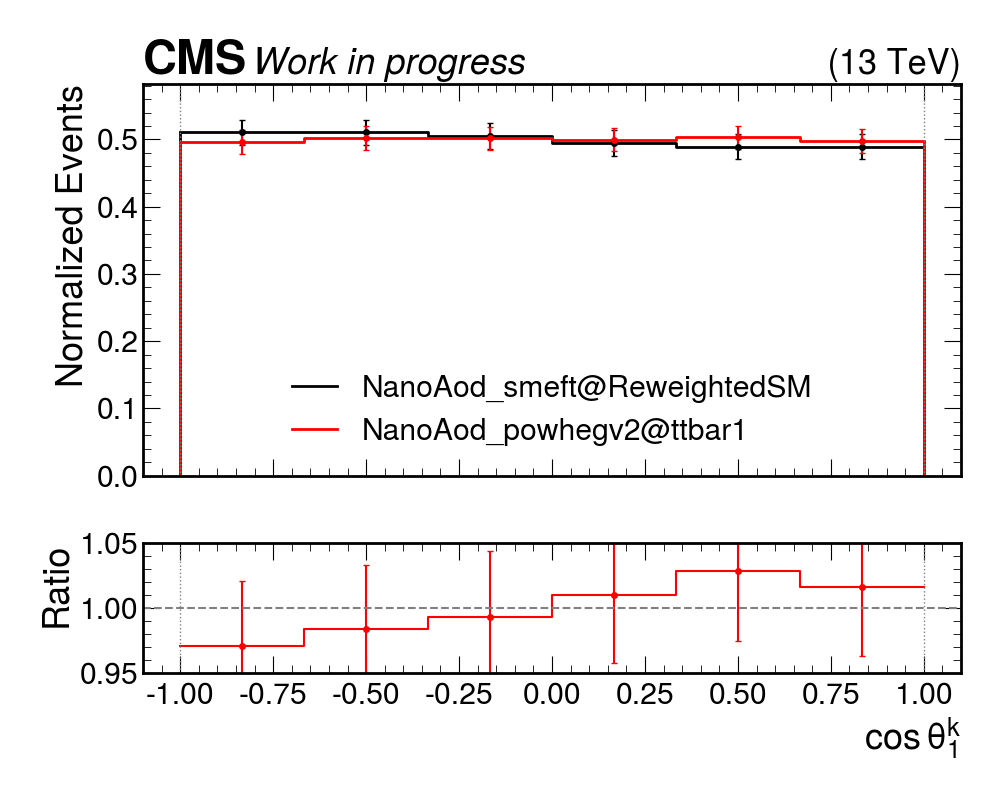 CMS Work in progress (13 TeV)
Normalized Events
0.5
0.4
0.3
0.2
0.1
0.0
NanoAod_smeft@ReweightedSM
NanoAod_powhegv2@ttbar1
Ratio
1.05
1.00
0.95
-1.00 -0.75 -0.50 -0.25 0.00 0.25 0.50 0.75 1.00
cos θ₁ᵏ